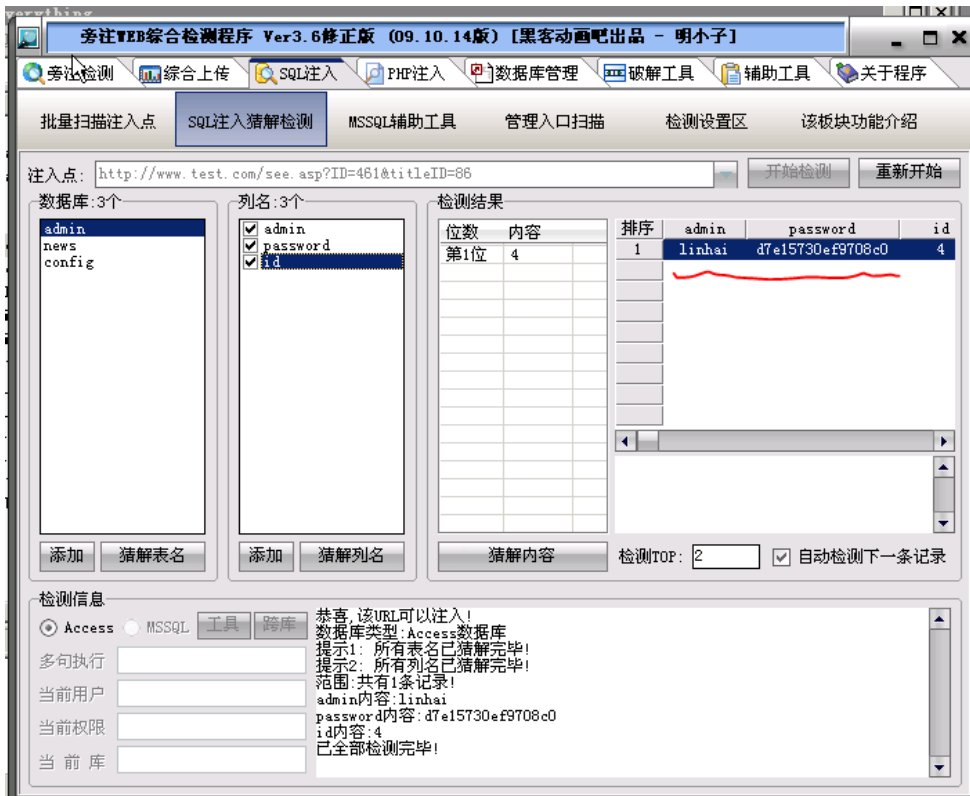 everything
旁注WEB综合检测程序 Ver3.6修正版 (09.10.14版) [黑客动画吧出品 - 明小子]
旁注检测 综合上传 SQL注入 PHP注入 数据库管理 破解工具 辅助工具 关于程序
批量扫描注入点 SQL注入猜解检测 MSSQL辅助工具 管理入口扫描 检测设置区 该板块功能介绍
注入点: http://www.test.com/see.asp?ID=461&titleID=86 开始检测 重新开始
数据库:3个 列名:3个 检测结果
admin admin 位数 内容 排序 admin password id
news password 第1位 4 1 linhai d7e15730ef9708c0 4
config id
添加 猜解表名 添加 猜解列名 猜解内容 检测TOP: 2 自动检测下一条记录
检测信息
Access MSSQL 工具 跨库
多句执行
当前用户
当前权限
当 前 库
恭喜,该URL可以注入!
数据库类型:Access数据库
提示1: 所有表名已猜解完毕!
提示2: 所有列名已猜解完毕!
范围:共有1条记录!
admin内容:linhai
password内容:d7e15730ef9708c0
id内容:4
已全部检测完毕!